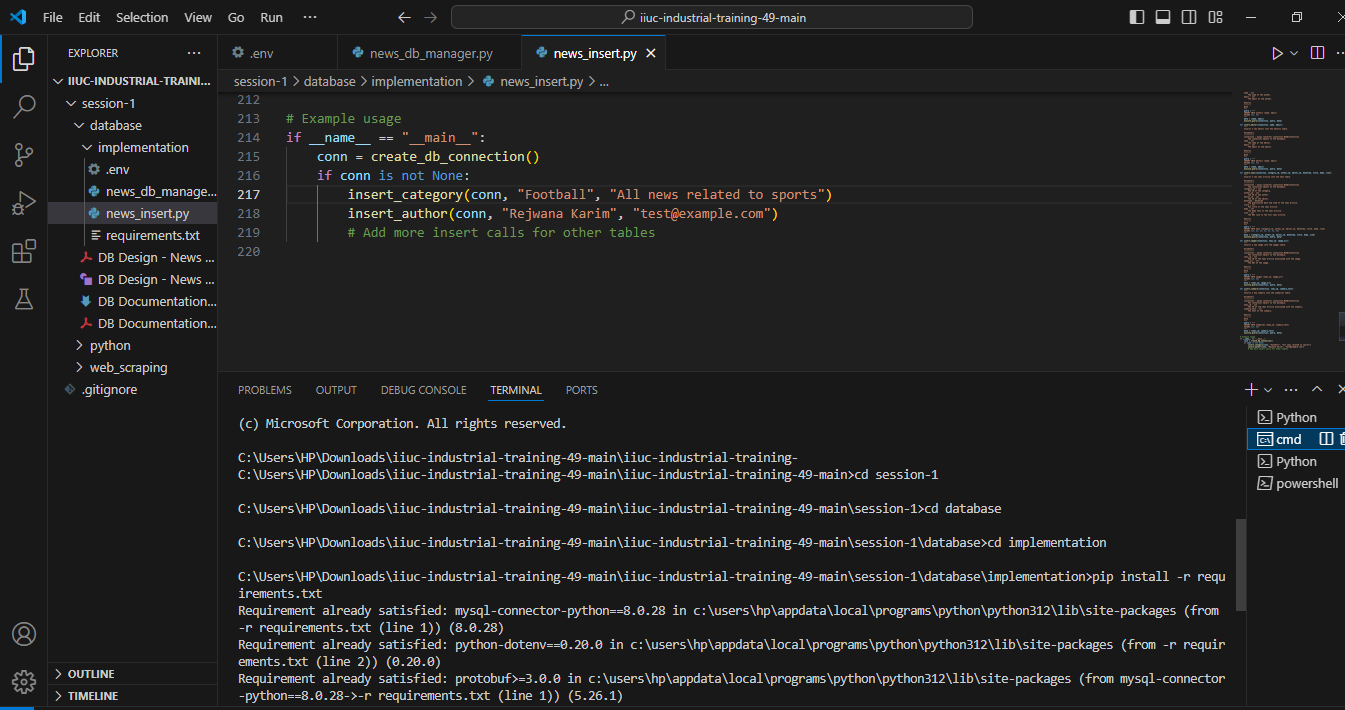 File Edit Selection View Go Run ···
iiuc-industrial-training-49-main
EXPLORER
IIUC-INDUSTRIAL-TRAINI...
session-1
database
implementation
.env
news_db_manage...
news_insert.py
requirements.txt
DB Design - News ...
DB Design - News ...
DB Documentation...
DB Documentation...
python
web_scraping
.gitignore
OUTLINE
TIMELINE
.env
news_db_manager.py
news_insert.py
session-1 > database > implementation > news_insert.py > ...
212
213 # Example usage
214 if __name__ == "__main__":
215 conn = create_db_connection()
216 if conn is not None:
217 insert_category(conn, "Football", "All news related to sports")
218 insert_author(conn, "Rejwana Karim", "test@example.com")
219 # Add more insert calls for other tables
220
PROBLEMS OUTPUT DEBUG CONSOLE TERMINAL PORTS
(c) Microsoft Corporation. All rights reserved.
C:\Users\HP\Downloads\iiuc-industrial-training-49-main\iiuc-industrial-training-
C:\Users\HP\Downloads\iiuc-industrial-training-49-main\iiuc-industrial-training-49-main>cd session-1
C:\Users\HP\Downloads\iiuc-industrial-training-49-main\iiuc-industrial-training-49-main\session-1>cd database
C:\Users\HP\Downloads\iiuc-industrial-training-49-main\iiuc-industrial-training-49-main\session-1\database>cd implementation
C:\Users\HP\Downloads\iiuc-industrial-training-49-main\iiuc-industrial-training-49-main\session-1\database\implementation>pip install -r requ
irements.txt
Requirement already satisfied: mysql-connector-python==8.0.28 in c:\users\hp\appdata\local\programs\python\python312\lib\site-packages (from
-r requirements.txt (line 1)) (8.0.28)
Requirement already satisfied: python-dotenv==0.20.0 in c:\users\hp\appdata\local\programs\python\python312\lib\site-packages (from -r requir
ements.txt (line 2)) (0.20.0)
Requirement already satisfied: protobuf>=3.0.0 in c:\users\hp\appdata\local\programs\python\python312\lib\site-packages (from mysql-connector
-python==8.0.28->-r requirements.txt (line 1)) (5.26.1)
Python
cmd
Python
powershell